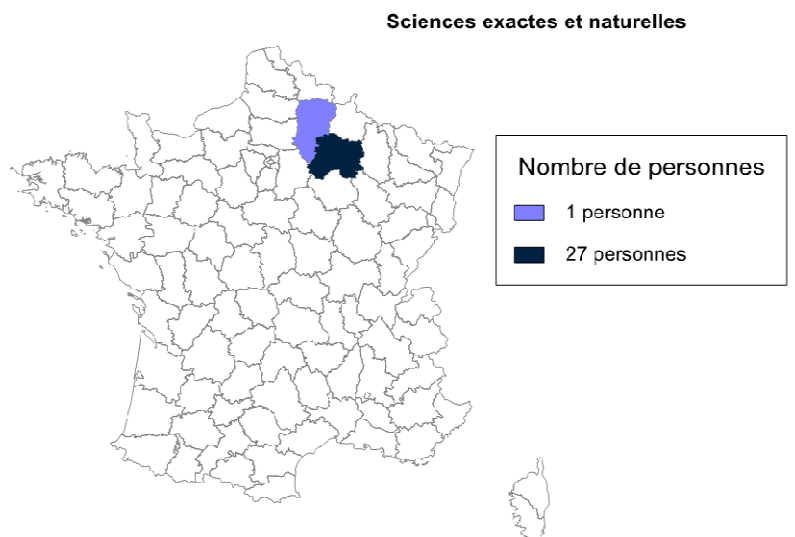 Sciences exactes et naturelles
Nombre de personnes
1 personne
27 personnes